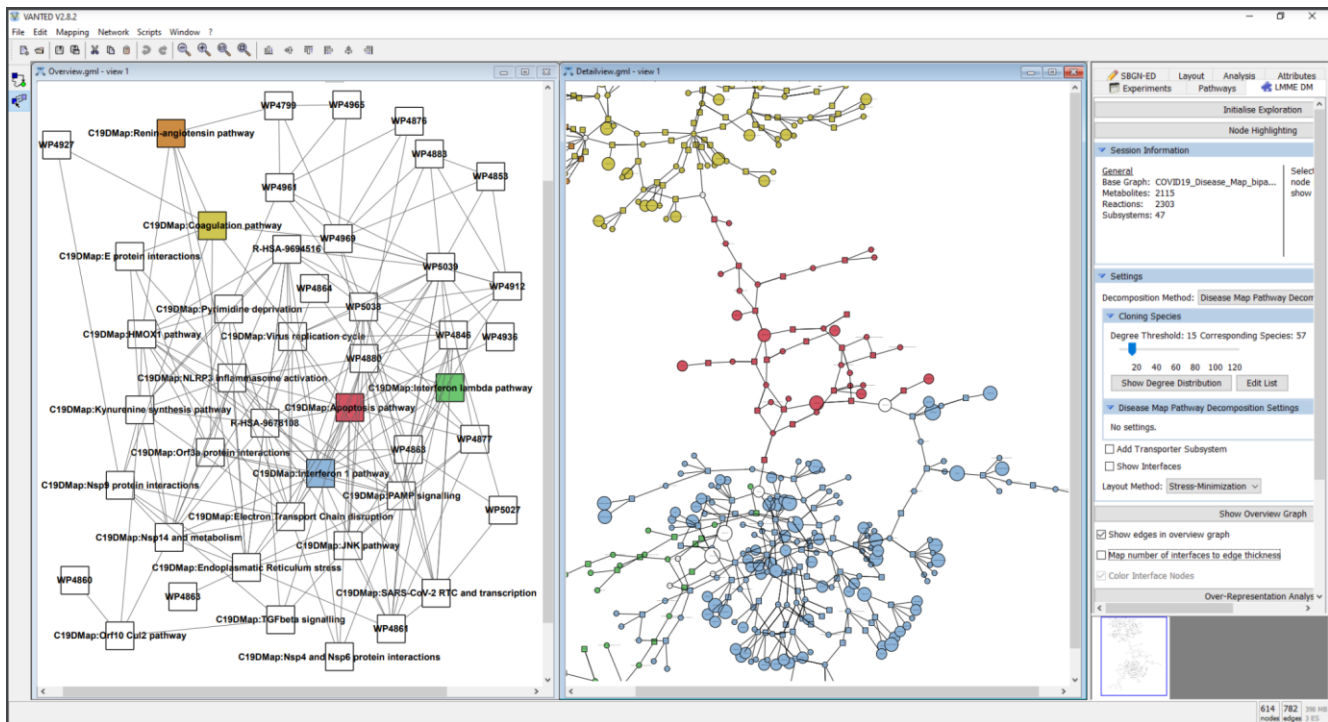 VANTED V2.8.2
File Edit Mapping Network Scripts Window ?
Overview.gml - view 1
WP4799
WP4965
WP4876
C19DMap:Renin-angiotensin pathway
WP4927
WP4883
WP4853
WP4961
C19DMap:Coagulation pathway
WP4969
R-HSA-9694516
C19DMap:E protein interactions
WP5039
WP4864
WP4912
C19DMap:Pyrimidine deprivation
WP5038
C19DMap:HMOX1 pathway
C19DMap:Virus replication cycle
WP4846
WP4936
WP4880
C19DMap:NLRP3 inflammasome activation
C19DMap:Interferon lambda pathway
C19DMap:Kynurenine synthesis pathway
C19DMap:Apoptosis pathway
R-HSA-9678108
WP4877
C19DMap:Orf3a protein interactions
WP4863
C19DMap:Interferon 1 pathway
C19DMap:Nsp9 protein interactions
C19DMap:PAMP signalling
WP5027
C19DMap:Electron Transport Chain disruption
C19DMap:Nsp14 and metabolism
C19DMap:JNK pathway
C19DMap:Endoplasmatic Reticulum stress
WP4860
WP4863
C19DMap:SARS-CoV-2 RTC and transcription
C19DMap:TGFbeta signalling
C19DMap:Orf10 Cul2 pathway
WP4861
C19DMap:Nsp4 and Nsp6 protein interactions
Detailview.gml - view 1
SBGN-ED Layout Analysis Attributes
Experiments Pathways LMME DM
Initialise Exploration
Node Highlighting
Session Information
General
Base Graph: COVID19_Disease_Map_bipa...
Metabolites: 2115
Reactions: 2303
Subsystems: 47
Select
node
show
Settings
Decomposition Method: Disease Map Pathway Decom
Cloning Species
Degree Threshold: 15 Corresponding Species: 57
20 40 60 80 100 120
Show Degree Distribution Edit List
Disease Map Pathway Decomposition Settings
No settings.
Add Transporter Subsystem
Show Interfaces
Layout Method: Stress-Minimization
Show Overview Graph
Show edges in overview graph
Map number of interfaces to edge thickness
Color Interface Nodes
Over-Representation Analys
614 nodes
782 edges
398 MB
3 ES